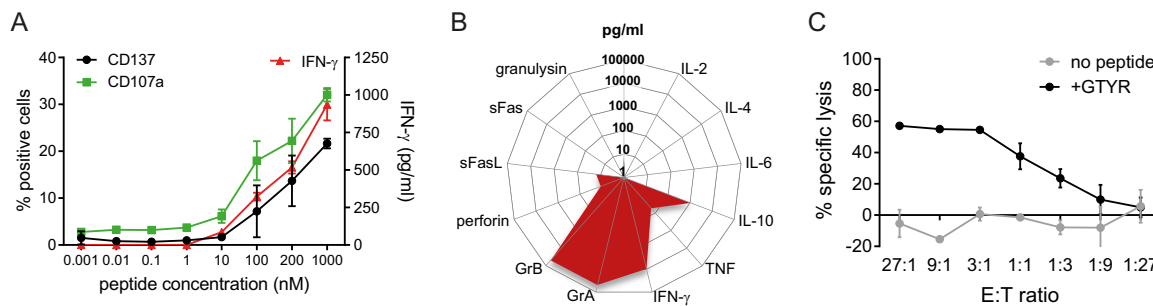 A
CD137
CD107a
IFN-γ
% positive cells
40
30
20
10
0
IFN-γ (pg/ml)
1250
1000
750
500
250
0
0.001 0.01 0.1 1 10 100 200 1000
peptide concentration (nM)
B
pg/ml
100000
10000
1000
100
10
1
IL-2
IL-4
IL-6
IL-10
TNF
IFN-γ
GrA
GrB
perforin
sFasL
sFas
granulysin
C
no peptide
+GTYR
% specific lysis
100
80
60
40
20
0
-20
27:1 9:1 3:1 1:1 1:3 1:9 1:27
E:T ratio